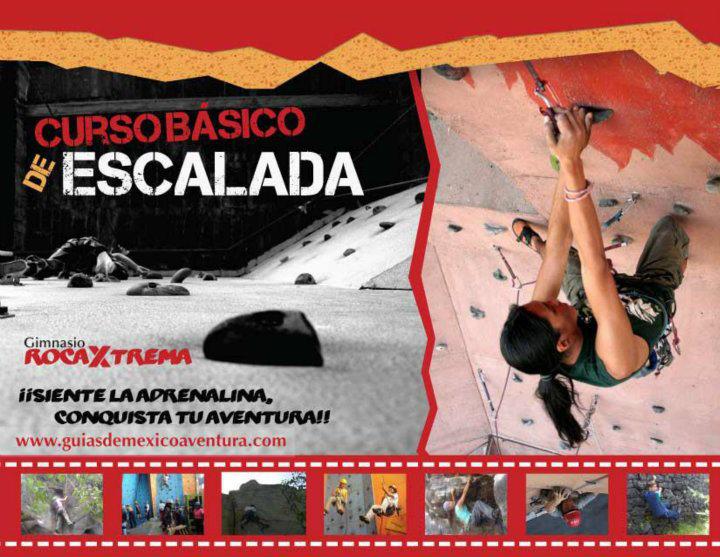 CURSO BÁSICO
DE ESCALADA
Gimnasio
ROCAXTREMA
¡¡SIENTE LA ADRENALINA,
CONQUISTA TU AVENTURA!!
www.guiasdemexicoaventura.com